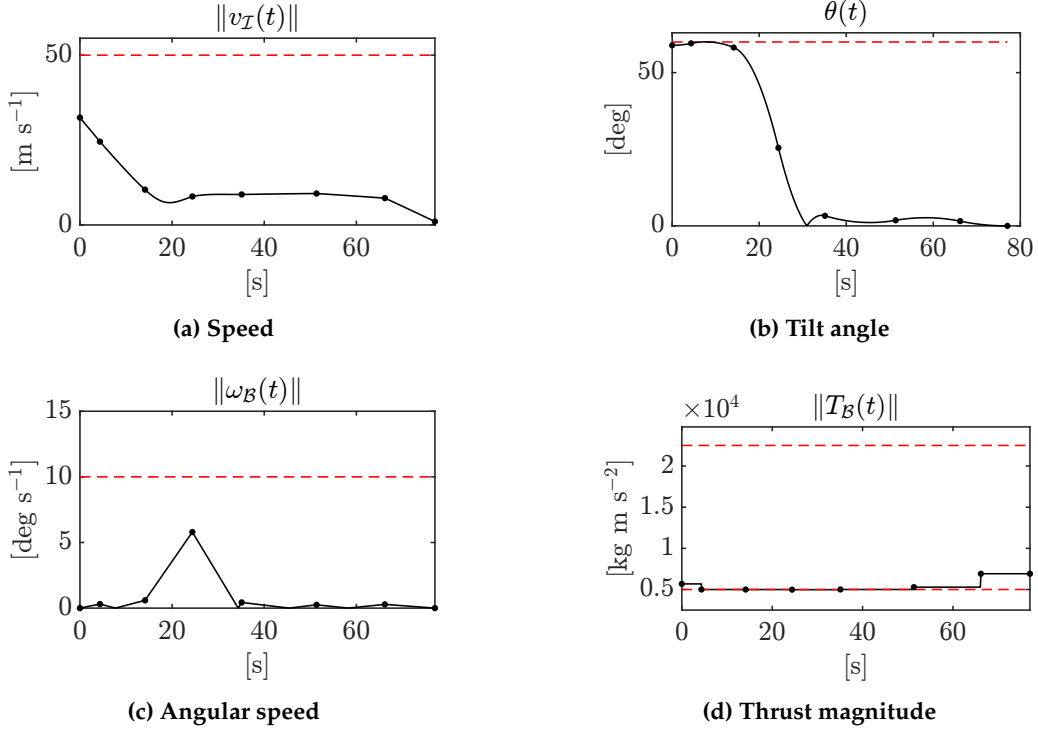 ‖v_ℐ(t)‖
50
0
[m s⁻¹]
0 20 40 60
[s]
(a) Speed
θ(t)
50
0
[deg]
0 20 40 60 80
[s]
(b) Tilt angle
‖ω_ℬ(t)‖
15
10
5
0
[deg s⁻¹]
0 20 40 60
[s]
(c) Angular speed
×10⁴
‖T_ℬ(t)‖
2
1.5
1
0.5
[kg m s⁻²]
0 20 40 60
[s]
(d) Thrust magnitude